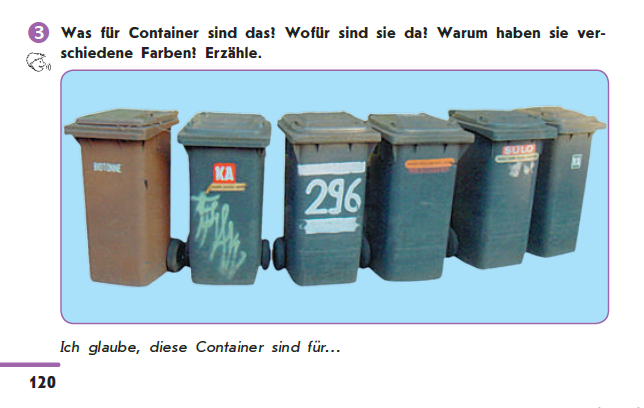 3 Was für Container sind das? Wofür sind sie da? Warum haben sie ver-
schiedene Farben? Erzähle.
BIOTONNE
KA
296
SULO
Ich glaube, diese Container sind für...
120